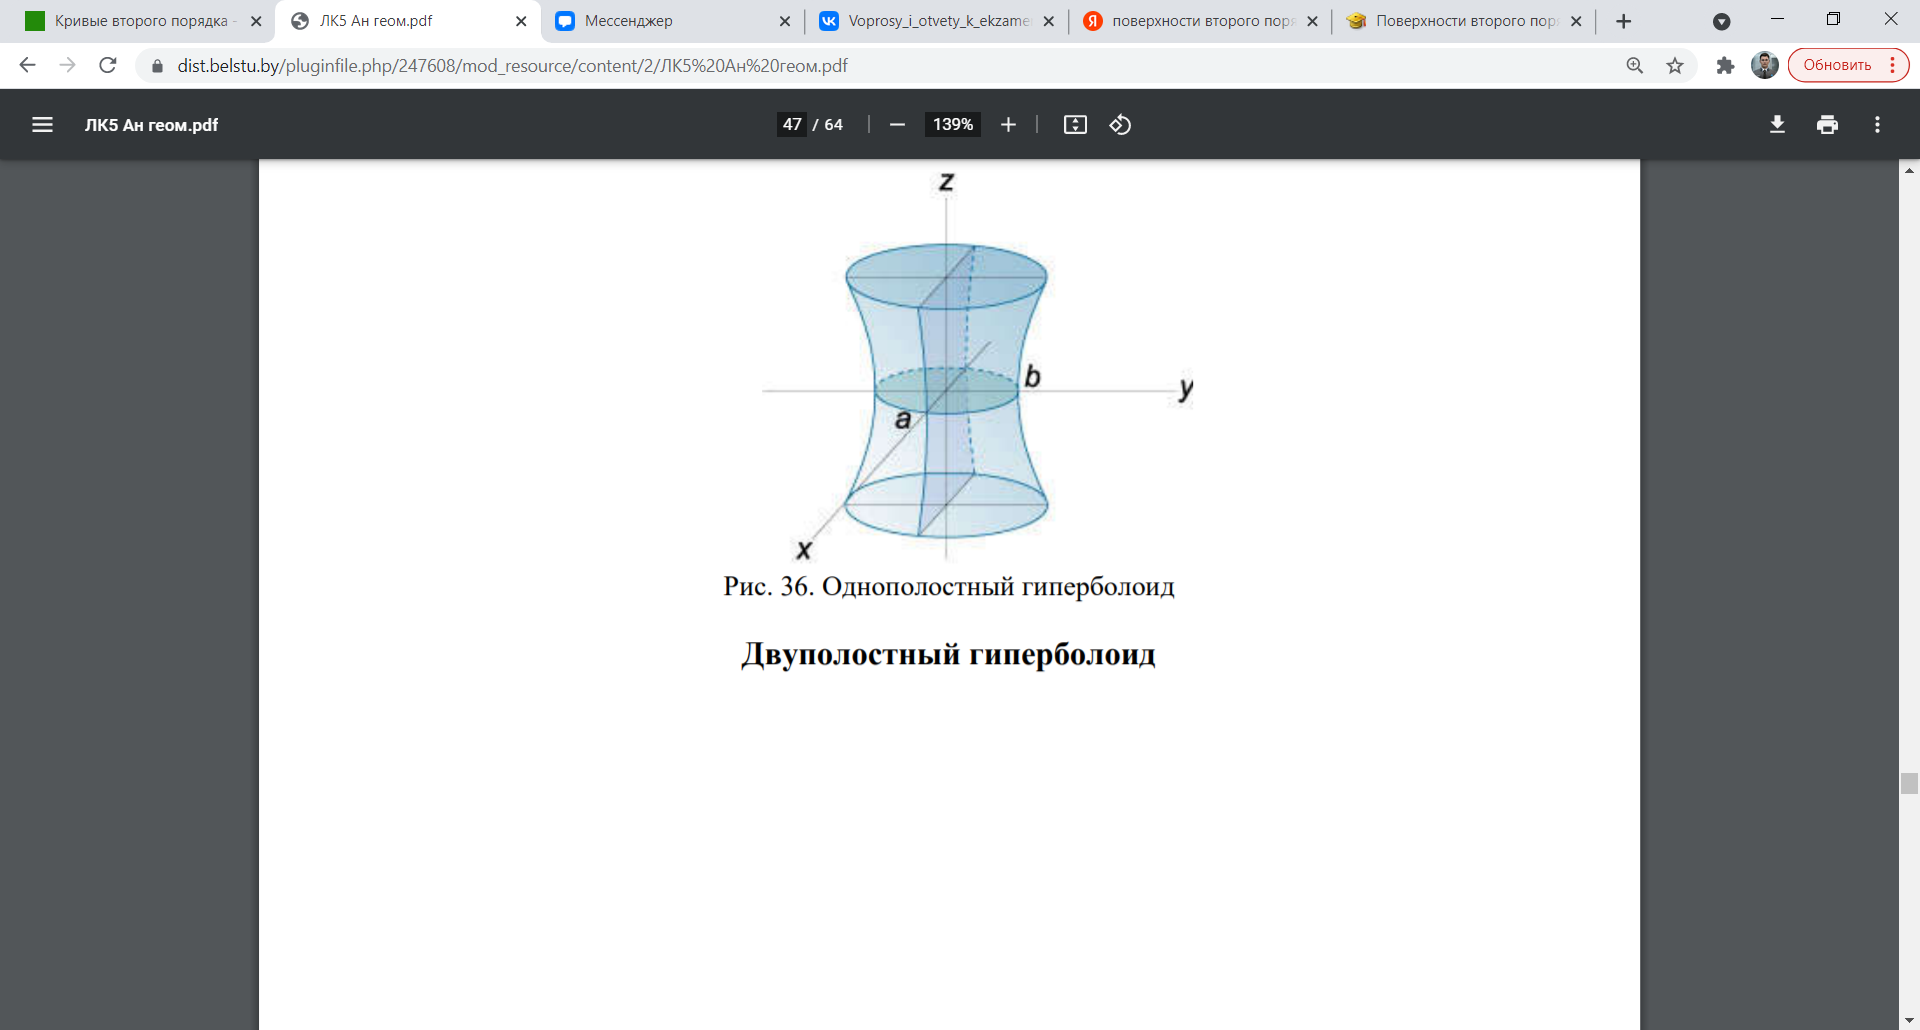 Кривые второго порядка -
ЛК5 Ан геом.pdf
Мессенджер
Voprosy_i_otvety_k_ekzame
поверхности второго поря
Поверхности второго пор
dist.belstu.by/pluginfile.php/247608/mod_resource/content/2/ЛК5%20Ан%20геом.pdf
Обновить
ЛК5 Ан геом.pdf
47 / 64
139%
z
b
y
a
x
Рис. 36. Однополостный гиперболоид
Двуполостный гиперболоид